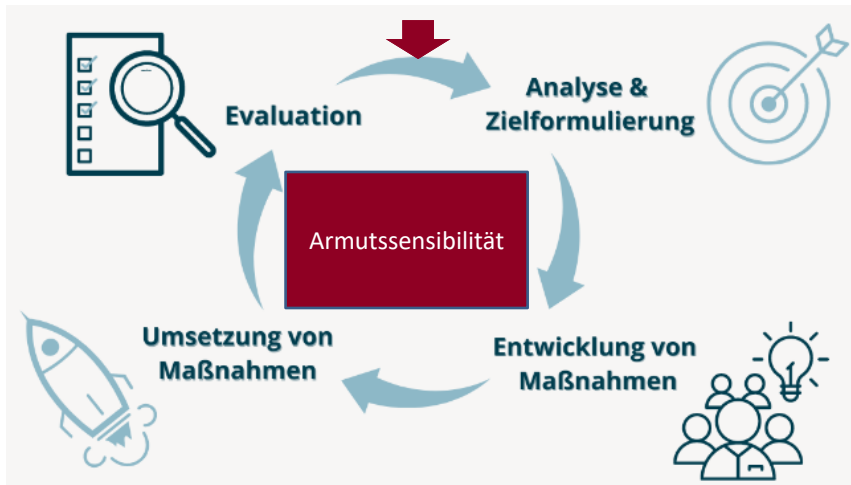 Evaluation
Analyse &
Zielformulierung
Armutssensibilität
Umsetzung von
Maßnahmen
Entwicklung von
Maßnahmen